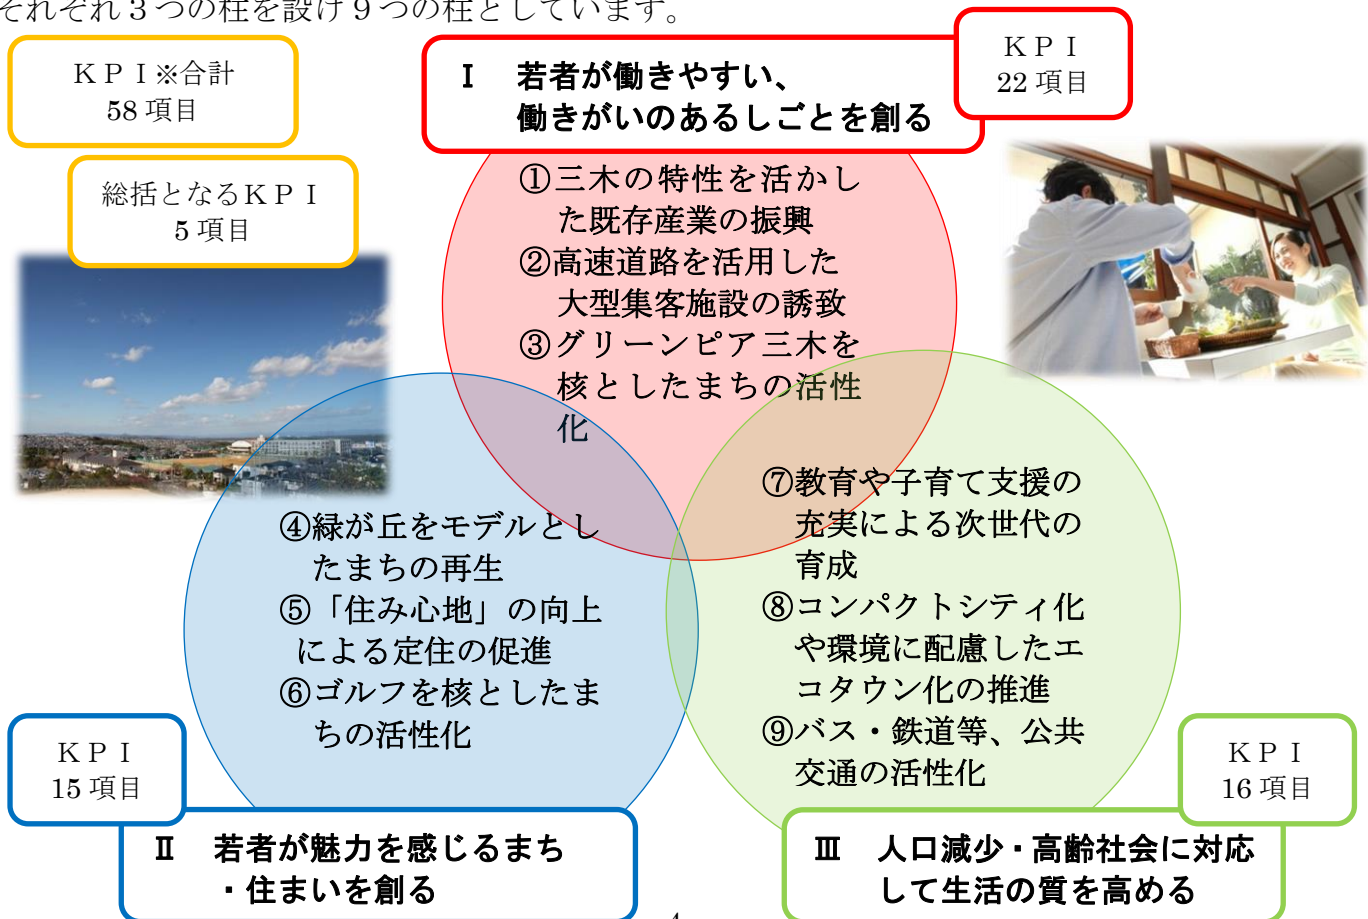 それぞれ３つの柱を設け９つの柱としています。
ＫＰＩ※合計
58 項目
総括となるＫＰＩ
5 項目
Ⅰ　若者が働きやすい、
働きがいのあるしごとを創る
ＫＰＩ
22 項目
①三木の特性を活かし
た既存産業の振興
②高速道路を活用した
大型集客施設の誘致
③グリーンピア三木を
核としたまちの活性
化
④緑が丘をモデルとし
たまちの再生
⑤「住み心地」の向上
による定住の促進
⑥ゴルフを核としたま
ちの活性化
⑦教育や子育て支援の
充実による次世代の
育成
⑧コンパクトシティ化
や環境に配慮したエ
コタウン化の推進
⑨バス・鉄道等、公共
交通の活性化
ＫＰＩ
15 項目
Ⅱ　若者が魅力を感じるまち
・住まいを創る
ＫＰＩ
16 項目
Ⅲ　人口減少・高齢社会に対応
して生活の質を高める